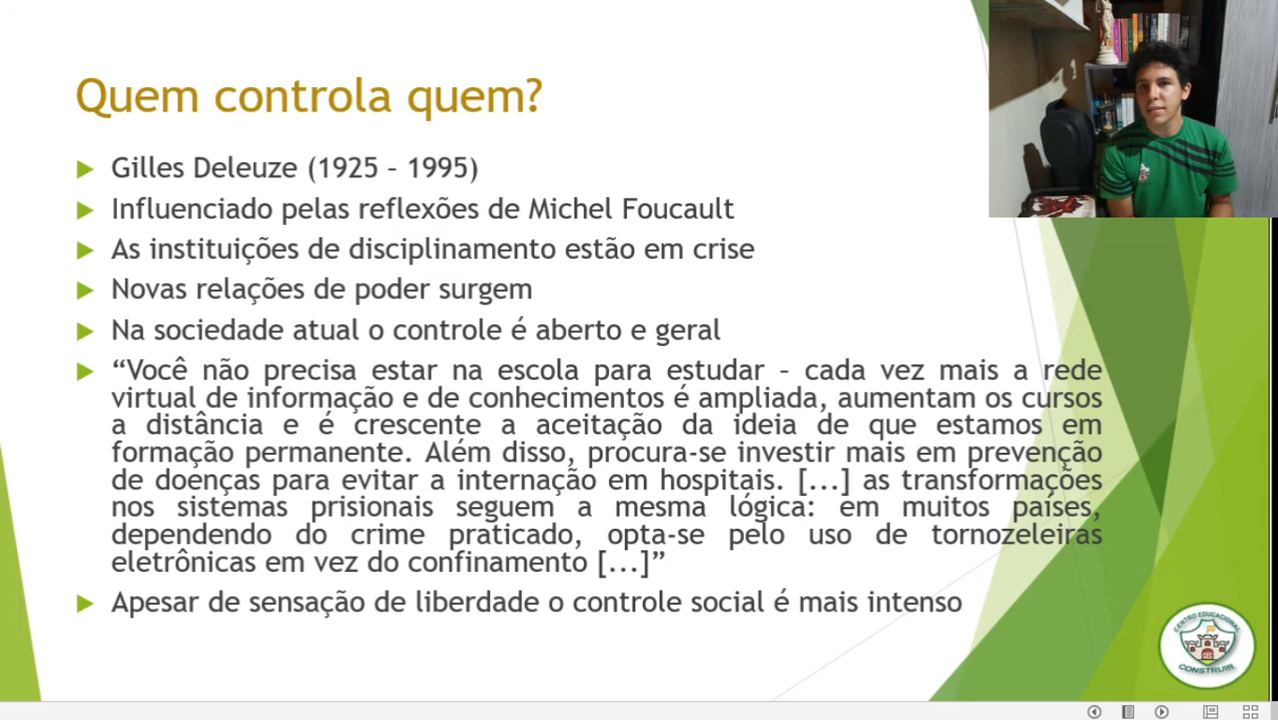 Quem controla quem?
Gilles Deleuze (1925 – 1995)
Influenciado pelas reflexões de Michel Foucault
As instituições de disciplinamento estão em crise
Novas relações de poder surgem
Na sociedade atual o controle é aberto e geral
“Você não precisa estar na escola para estudar – cada vez mais a rede
virtual de informação e de conhecimentos é ampliada, aumentam os cursos
a distância e é crescente a aceitação da ideia de que estamos em
formação permanente. Além disso, procura-se investir mais em prevenção
de doenças para evitar a internação em hospitais. [...] as transformações
nos sistemas prisionais seguem a mesma lógica: em muitos países,
dependendo do crime praticado, opta-se pelo uso de tornozeleiras
eletrônicas em vez do confinamento [...]”
Apesar de sensação de liberdade o controle social é mais intenso
CENTRO EDUCACIONAL
CEC
CONSTRUIR